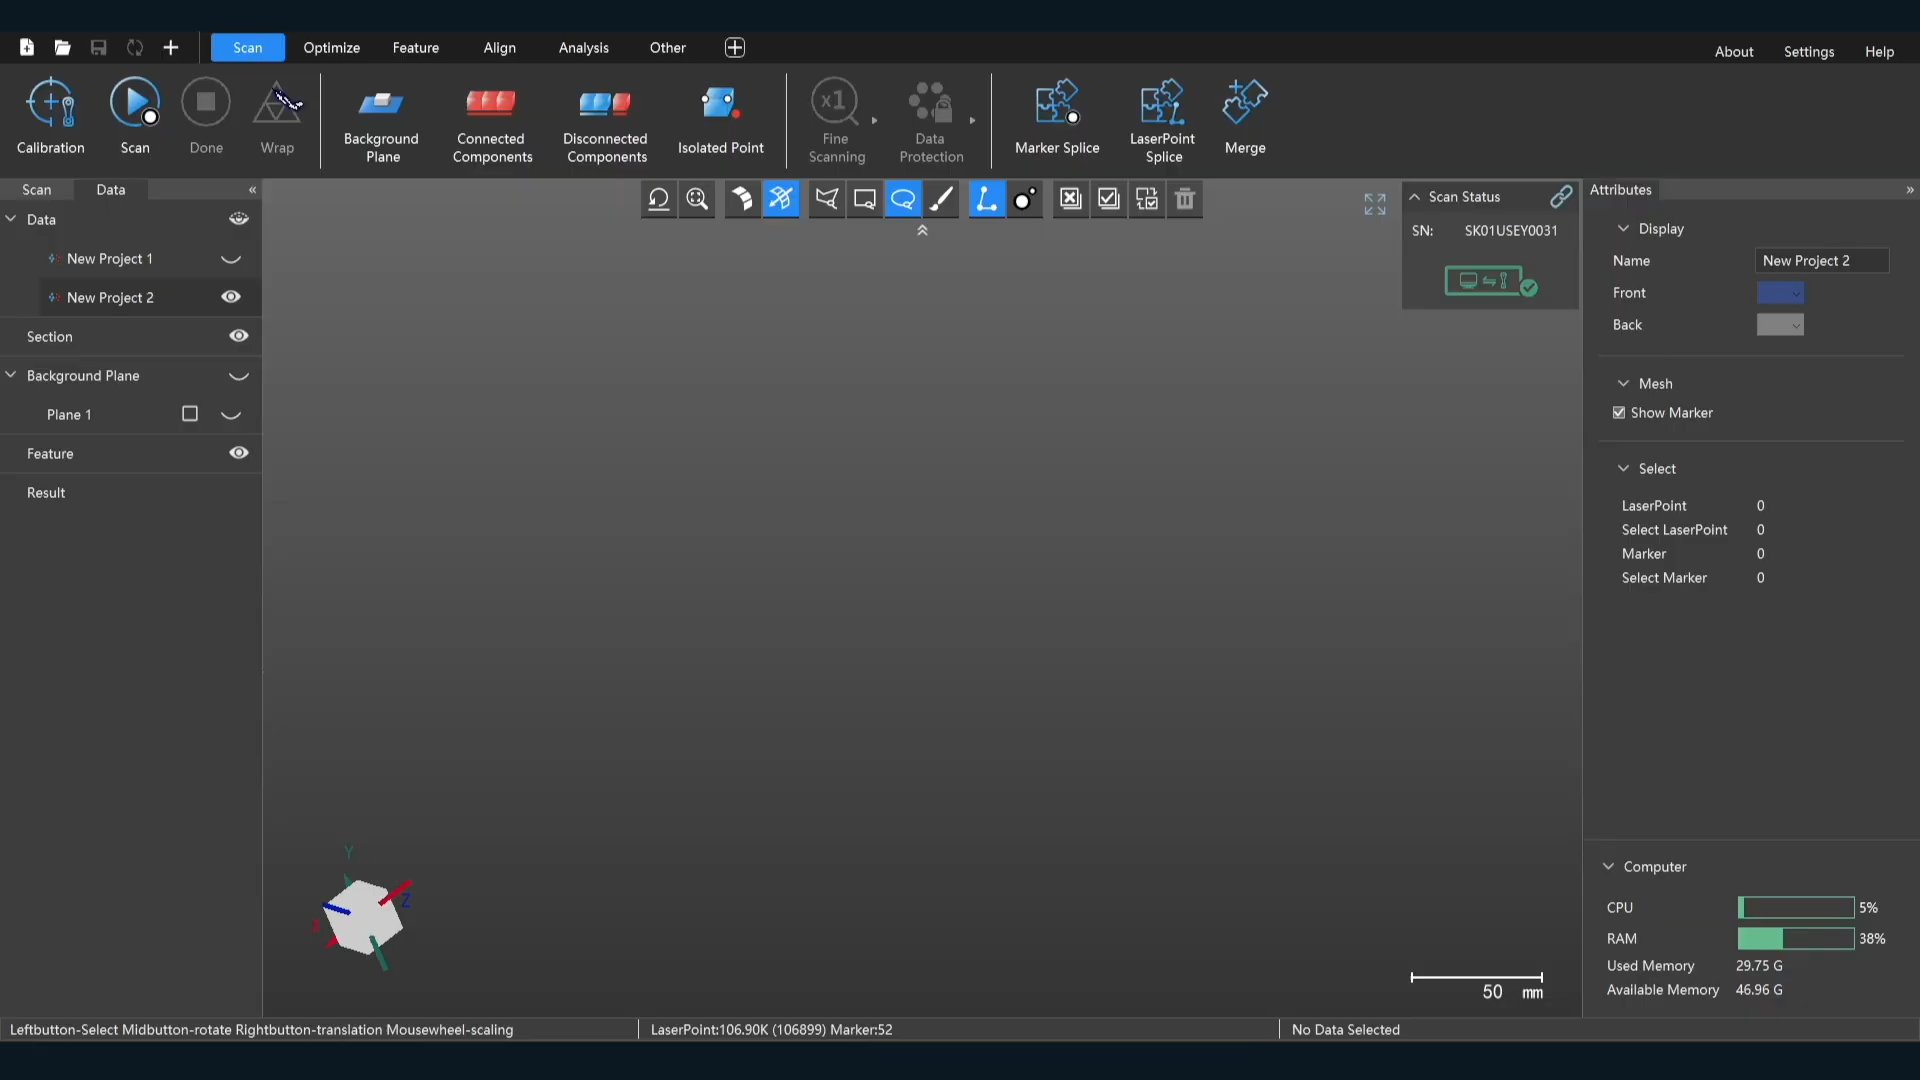 Scan Optimize Feature Align Analysis Other
About Settings Help
Calibration Scan Done Wrap
Background Plane
Connected Components
Disconnected Components
Isolated Point
x1
Fine Scanning
Data Protection
Marker Splice
LaserPoint Splice
Merge
Scan Data «
Data
New Project 1
New Project 2
Section
Background Plane
Plane 1
Feature
Result
Scan Status
SN: SK01USEY0031
Attributes »
Display
Name New Project 2
Front
Back
Mesh
Show Marker
Select
LaserPoint 0
Select LaserPoint 0
Marker 0
Select Marker 0
Y
Z
X
50 mm
Computer
CPU 5%
RAM 38%
Used Memory 29.75 G
Available Memory 46.96 G
Leftbutton-Select Midbutton-rotate Rightbutton-translation Mousewheel-scaling
LaserPoint:106.90K (106899) Marker:52
No Data Selected